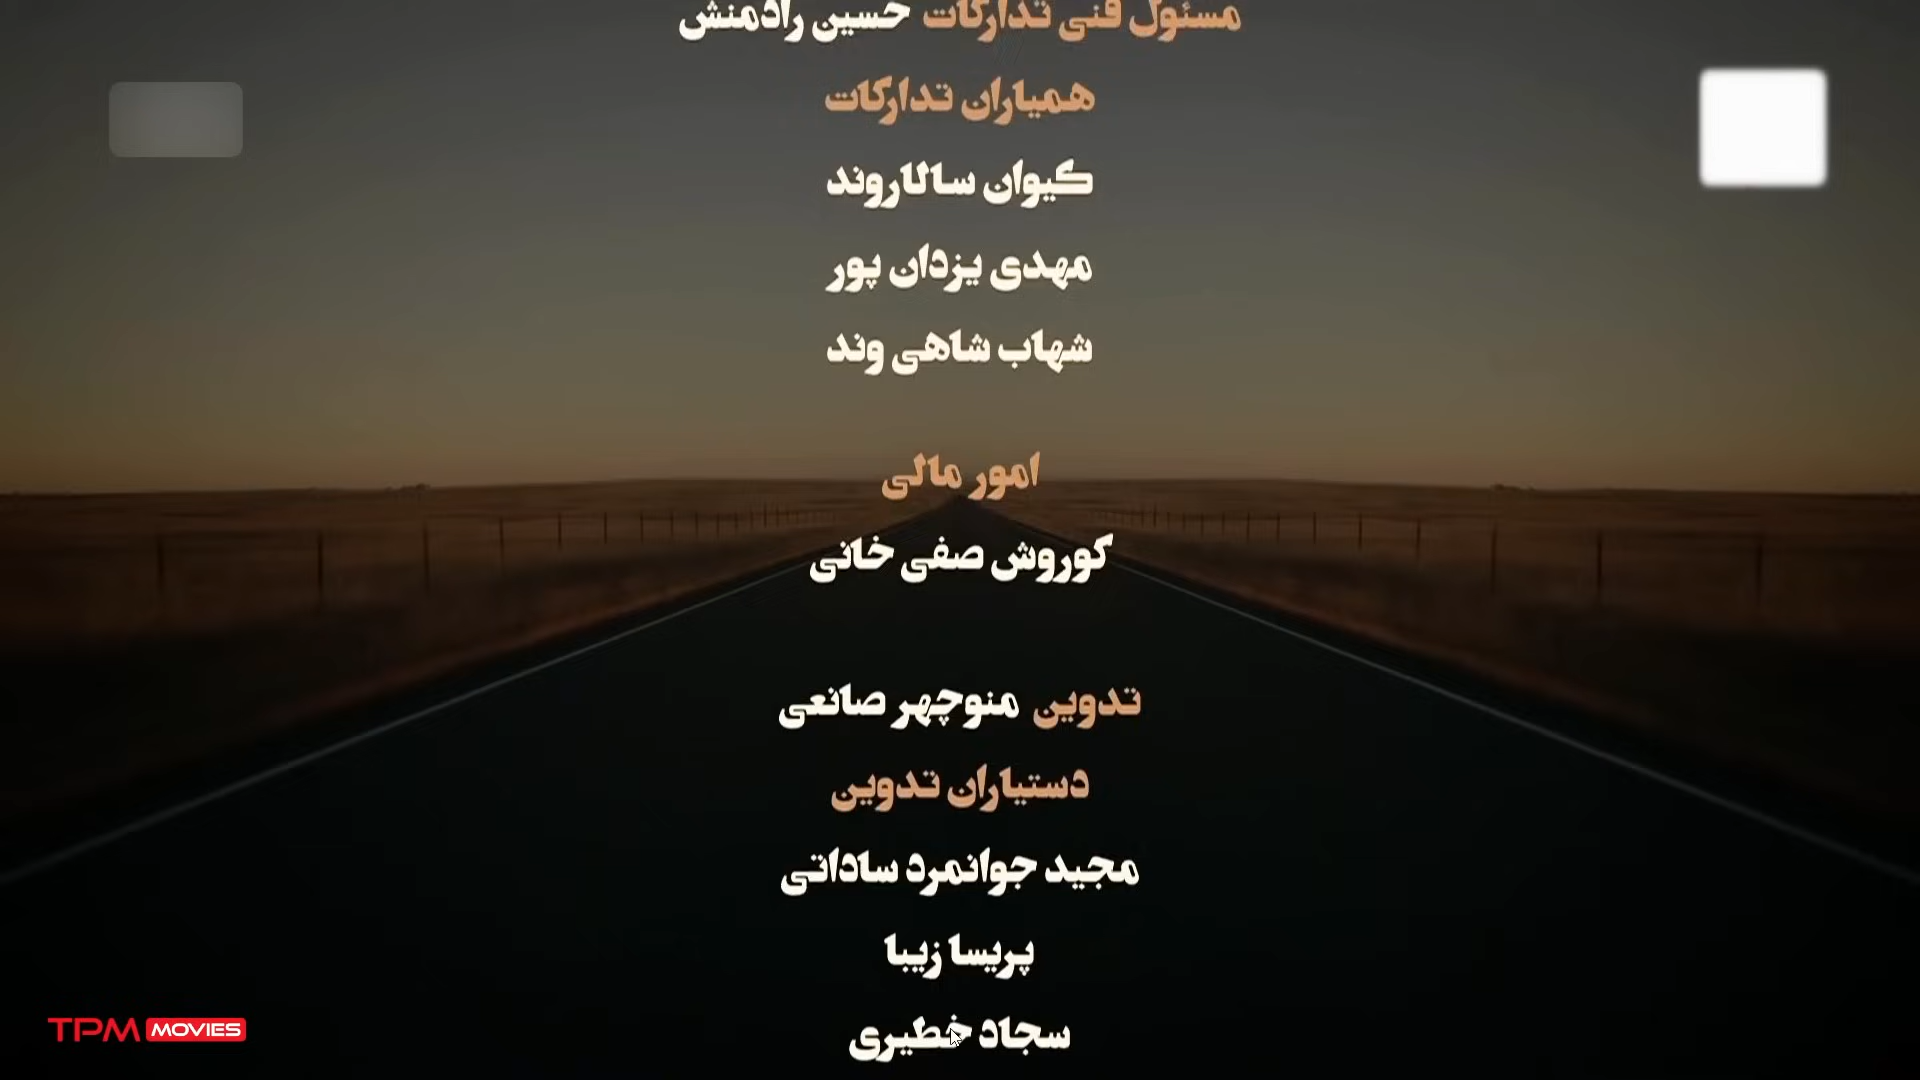 مسئول فنی تدارکات حسین رادمنش
همیاران تدارکات
کیوان سالاروند
مهدی یزدان پور
شهاب شاهی وند
امور مالی
کوروش صفی خانی
تدوین منوچهر صانعی
دستیاران تدوین
مجید جوانمرد ساداتی
پریسا زیبا
سجاد خطیری
TPM MOVIES